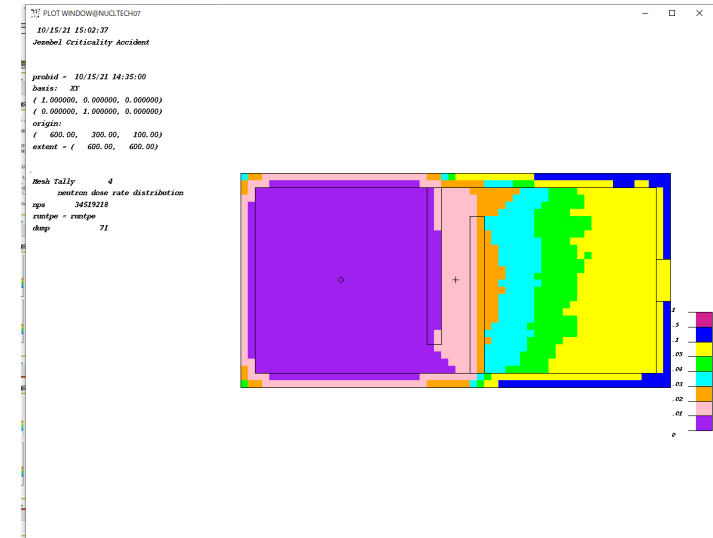 PLOT WINDOW@NUCLTECH07
10/15/21 15:02:37
Jezebel Criticality Accident
probid = 10/15/21 14:35:00
basis: XY
( 1.000000, 0.000000, 0.000000)
( 0.000000, 1.000000, 0.000000)
origin:
( 600.00, 300.00, 100.00)
extent = ( 600.00, 600.00)
Mesh Tally 4
neutron dose rate distribution
nps 34519218
runtpe = runtpe
dump 71
1
.5
.1
.05
.04
.03
.02
.01
0